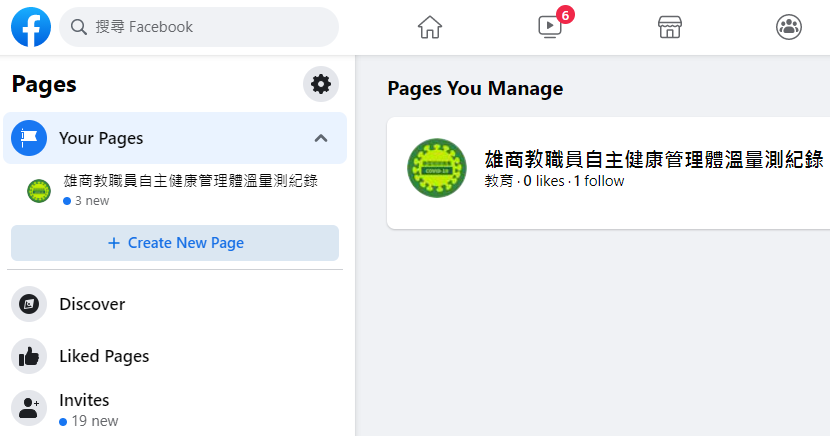 搜尋 Facebook
6
Pages
Your Pages
雄商教職員自主健康管理體溫量測紀錄
3 new
+ Create New Page
Discover
Liked Pages
Invites
19 new
Pages You Manage
COVID-19
雄商教職員自主健康管理體溫量測紀錄
教育 · 0 likes · 1 follow